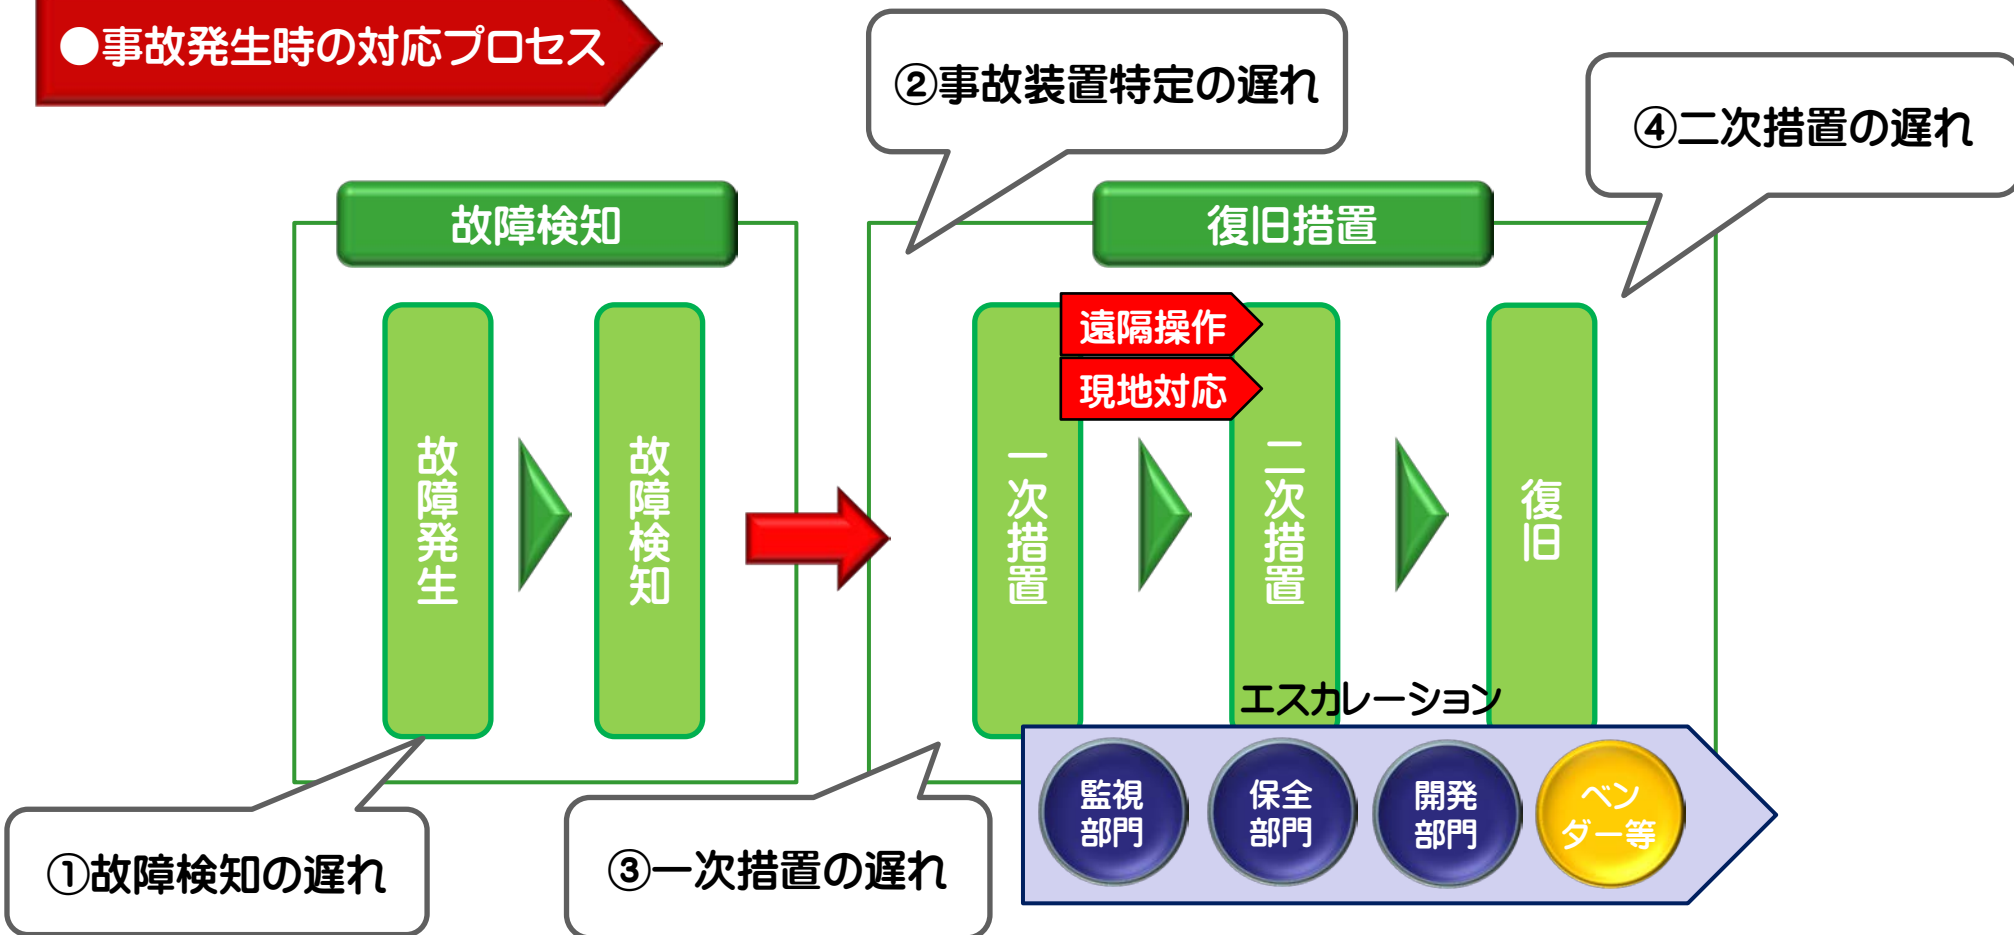 ●事故発生時の対応プロセス
②事故装置特定の遅れ
④二次措置の遅れ
故障検知
復旧措置
遠隔操作
現地対応
故障発生
故障検知
一次措置
二次措置
復旧
エスカレーション
監視
部門
保全
部門
開発
部門
ベン
ダー等
①故障検知の遅れ
③一次措置の遅れ